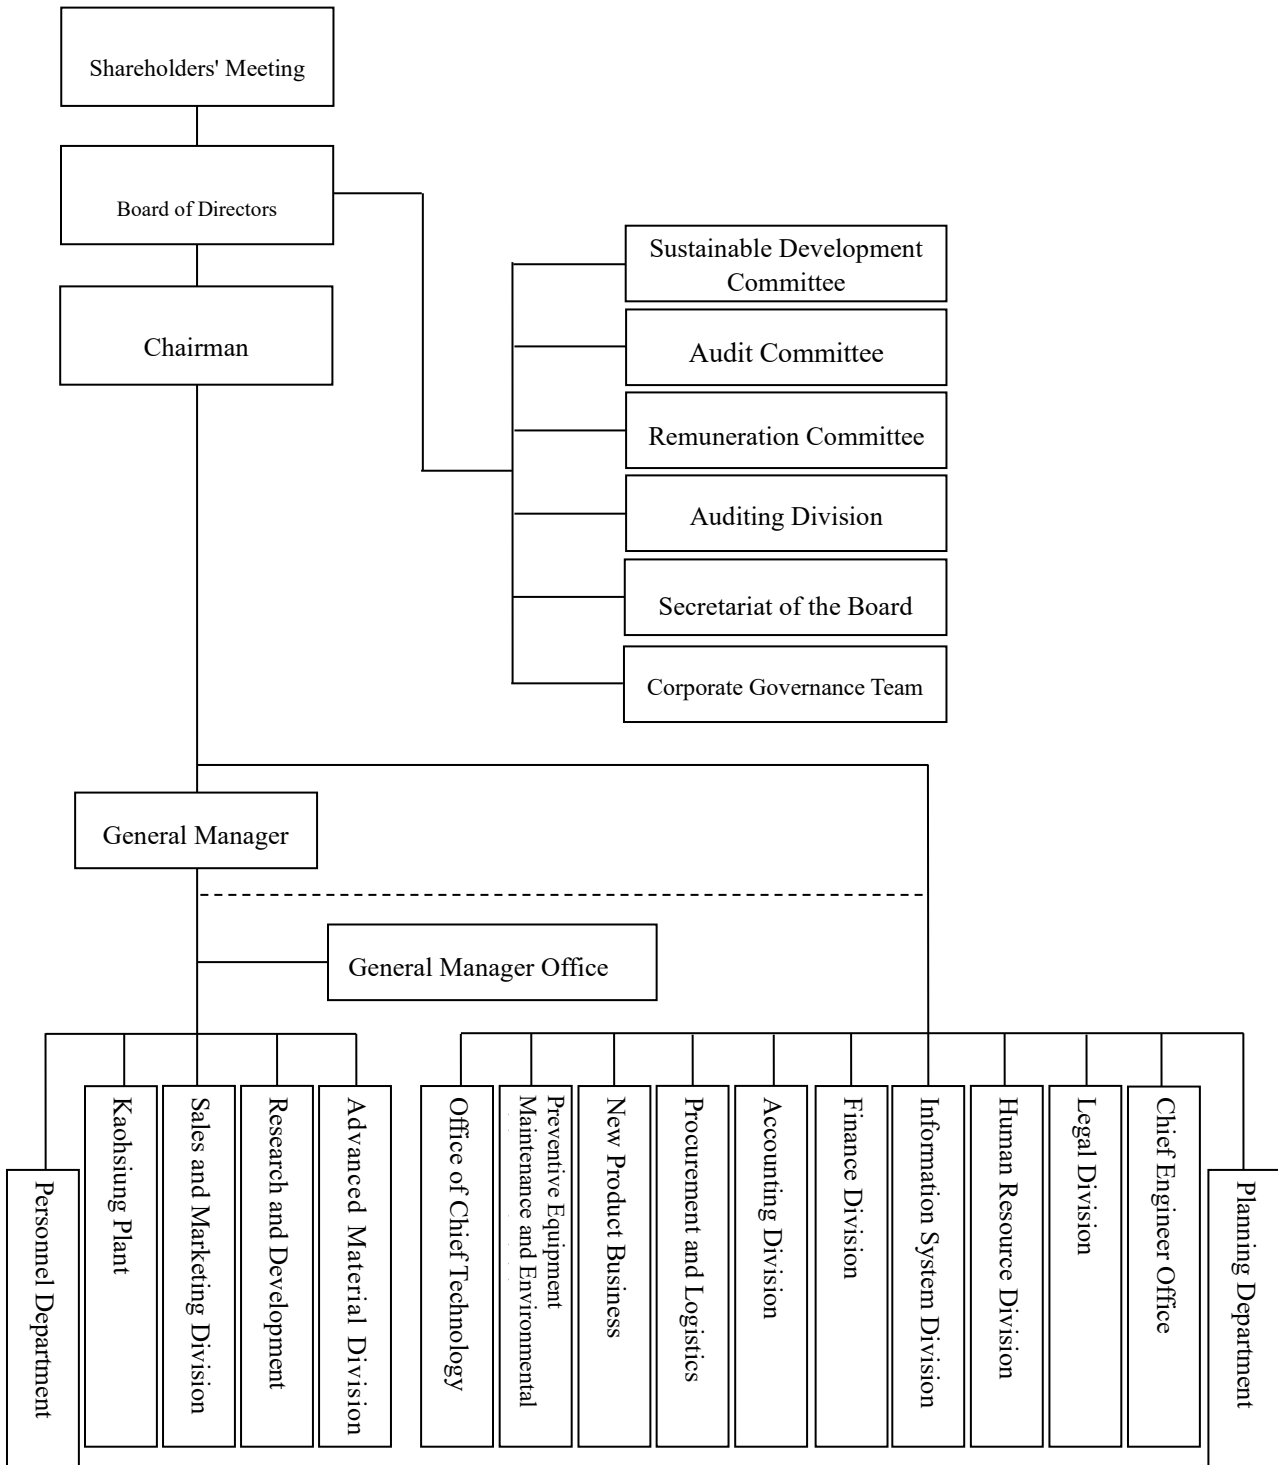 Shareholders' Meeting
Board of Directors
Sustainable Development
Committee
Chairman
Audit Committee
Remuneration Committee
Auditing Division
Secretariat of the Board
Corporate Governance Team
General Manager
General Manager Office
Personnel Department
Kaohsiung Plant
Sales and Marketing Division
Research and Development
Advanced Material Division
Office of Chief Technology
Preventive Equipment
Maintenance and Environmental
New Product Business
Procurement and Logistics
Accounting Division
Finance Division
Information System Division
Human Resource Division
Legal Division
Chief Engineer Office
Planning Department